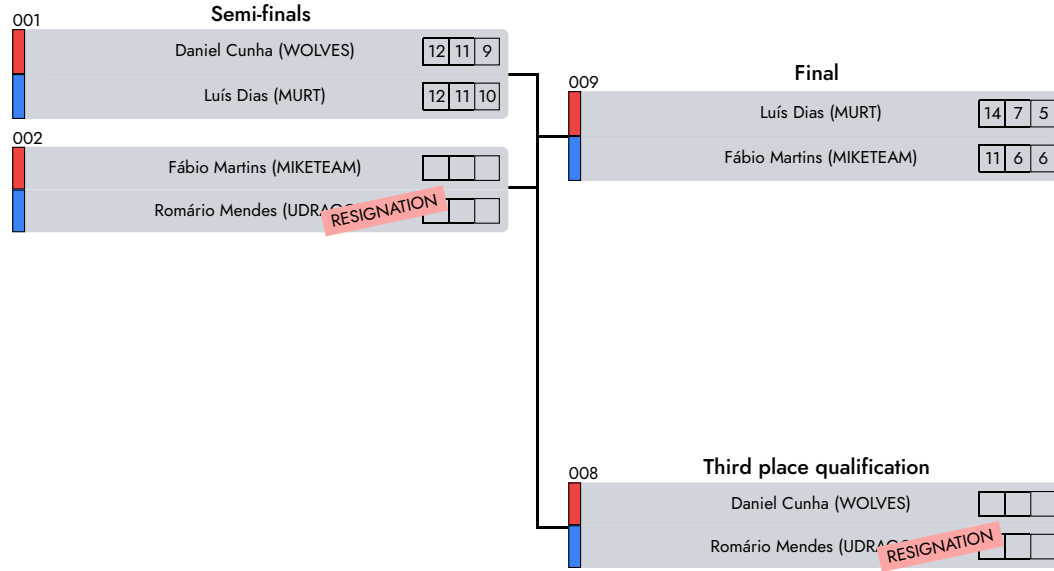 Semi-finals
001
Daniel Cunha (WOLVES) 12 11 9
Luís Dias (MURT) 12 11 10
002
Fábio Martins (MIKETEAM)
Romário Mendes
RESIGNATION
Final
009
Luís Dias (MURT) 14 7 5
Fábio Martins (MIKETEAM) 11 6 6
Third place qualification
008
Daniel Cunha (WOLVES)
Romário Mendes
RESIGNATION